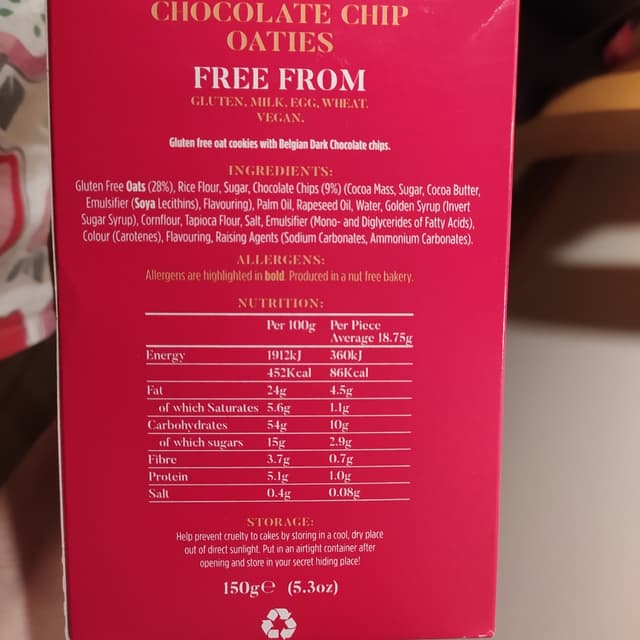 CHOCOLATE CHIP
OATIES
FREE FROM
GLUTEN, MILK, EGG, WHEAT.
VEGAN.
Gluten free oat cookies with Belgian Dark Chocolate chips.
INGREDIENTS:
Gluten Free Oats (28%), Rice Flour, Sugar, Chocolate Chips (9%) (Cocoa Mass, Sugar, Cocoa Butter,
Emulsifier (Soya Lecithins), Flavouring), Palm Oil, Rapeseed Oil, Water, Golden Syrup (Invert
Sugar Syrup), Cornflour, Tapioca Flour, Salt, Emulsifier (Mono- and Diglycerides of Fatty Acids),
Colour (Carotenes), Flavouring, Raising Agents (Sodium Carbonates, Ammonium Carbonates).
ALLERGENS:
Allergens are highlighted in bold. Produced in a nut free bakery.
NUTRITION:
Per 100g Per Piece
Average 18.75g
Energy 1912kJ 360kJ
452Kcal 86Kcal
Fat 24g 4.5g
of which Saturates 5.6g 1.1g
Carbohydrates 54g 10g
of which sugars 15g 2.9g
Fibre 3.7g 0.7g
Protein 5.1g 1.0g
Salt 0.4g 0.08g
STORAGE:
Help prevent cruelty to cakes by storing in a cool, dry place
out of direct sunlight. Put in an airtight container after
opening and store in your secret hiding place!
150g℮ (5.3oz)